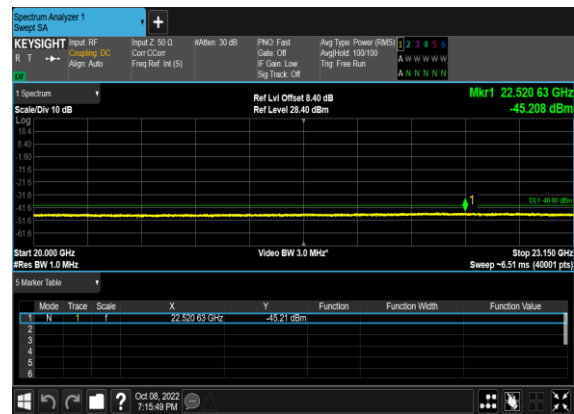 Spectrum Analyzer 1
Swept SA
+
KEYSIGHT Input: RF Input Z: 50 Ω #Atten: 30 dB PNO: Fast Avg Type: Power (RMS) 1 2 3 4 5 6
R T Coupling: DC Corr CCorr Gate: Off Avg|Hold: 100/100 A W W W W W
Align: Auto Freq Ref: Int (S) IF Gain: Low Trig: Free Run
Sig Track: Off A N N N N N
LV
1 Spectrum Ref Lvl Offset 8.40 dB Mkr1 22.520 63 GHz
Scale/Div 10 dB Ref Level 28.40 dBm -45.208 dBm
Log
18.4
8.40
-1.60
-11.6
-21.6
-31.6
1 DL1 -40.00 dBm
-41.6
-51.6
-61.6
Start 20.000 GHz Video BW 3.0 MHz* Stop 23.150 GHz
#Res BW 1.0 MHz Sweep ~6.51 ms (40001 pts)
5 Marker Table
Mode Trace Scale X Y Function Function Width Function Value
1 N 1 f 22.520 63 GHz -45.21 dBm
2
3
4
5
6
? Oct 08, 2022
7:15:49 PM